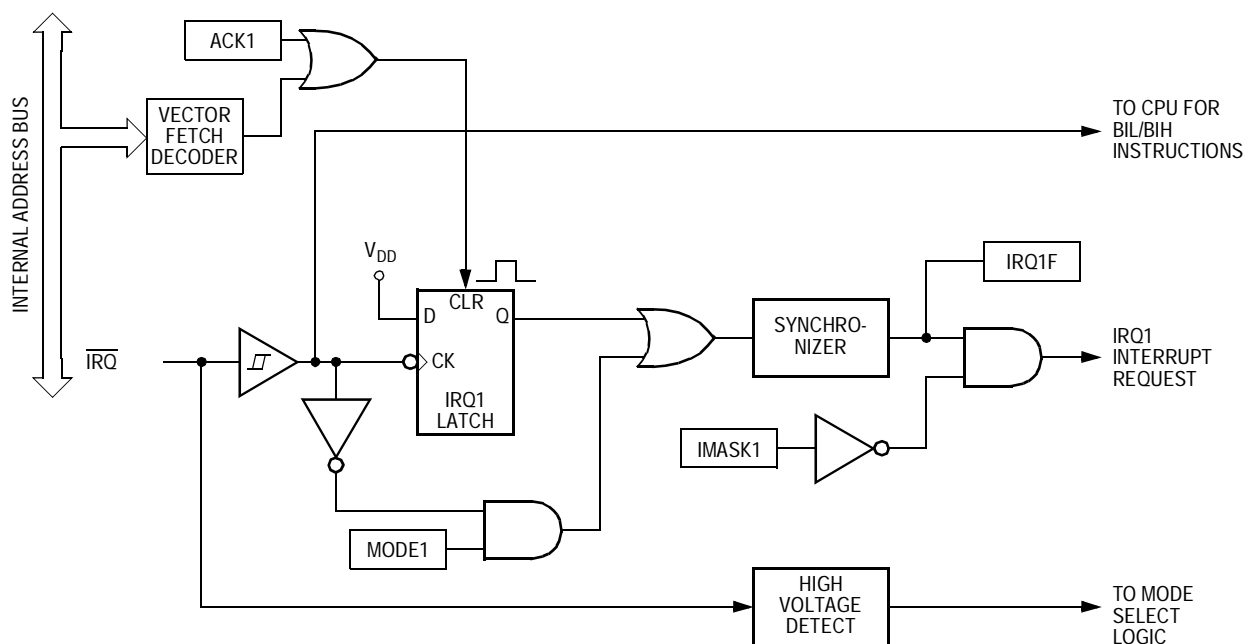 INTERNAL ADDRESS BUS
ACK1
VECTOR
FETCH
DECODER
TO CPU FOR
BIL/BIH
INSTRUCTIONS
VDD
CLR
D
Q
CK
IRQ1
LATCH
IRQ
SYNCHRO-
NIZER
IRQ1F
IRQ1
INTERRUPT
REQUEST
IMASK1
MODE1
HIGH
VOLTAGE
DETECT
TO MODE
SELECT
LOGIC